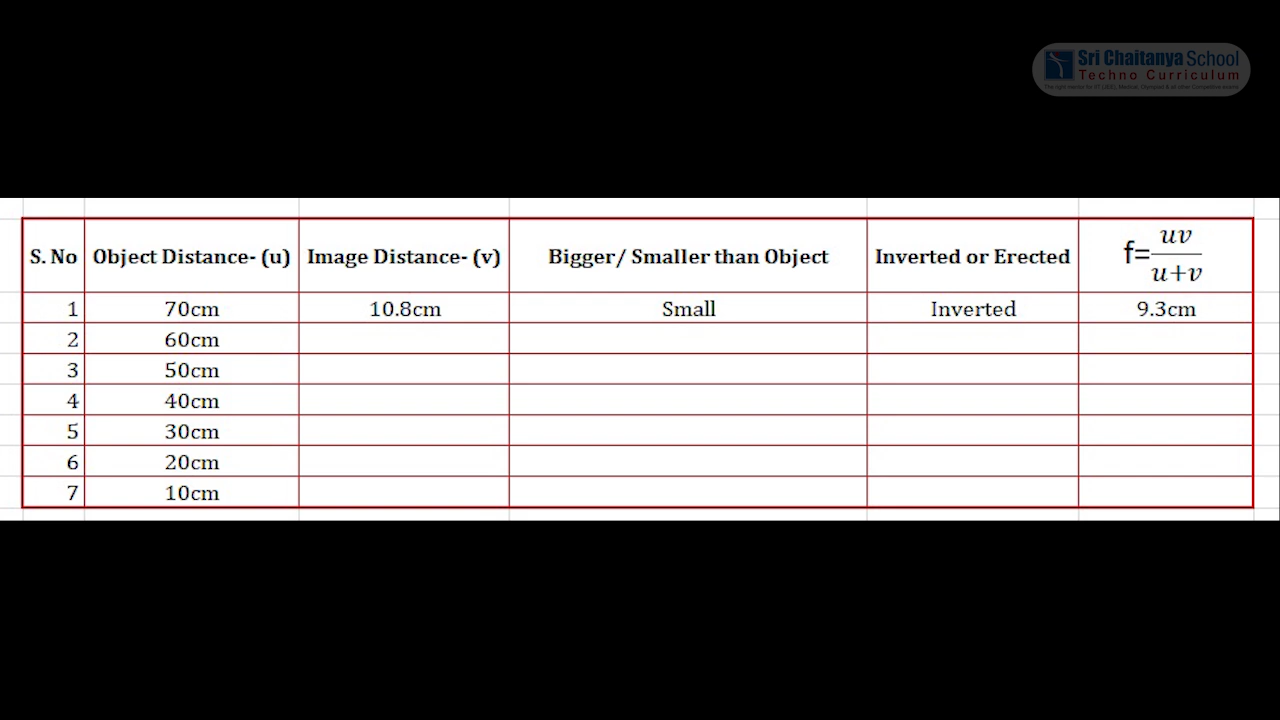 Sri Chaitanya School
Techno Curriculum
S. No Object Distance- (u) Image Distance- (v) Bigger/ Smaller than Object Inverted or Erected f=uv/u+v
1 70cm 10.8cm Small Inverted 9.3cm
2 60cm
3 50cm
4 40cm
5 30cm
6 20cm
7 10cm